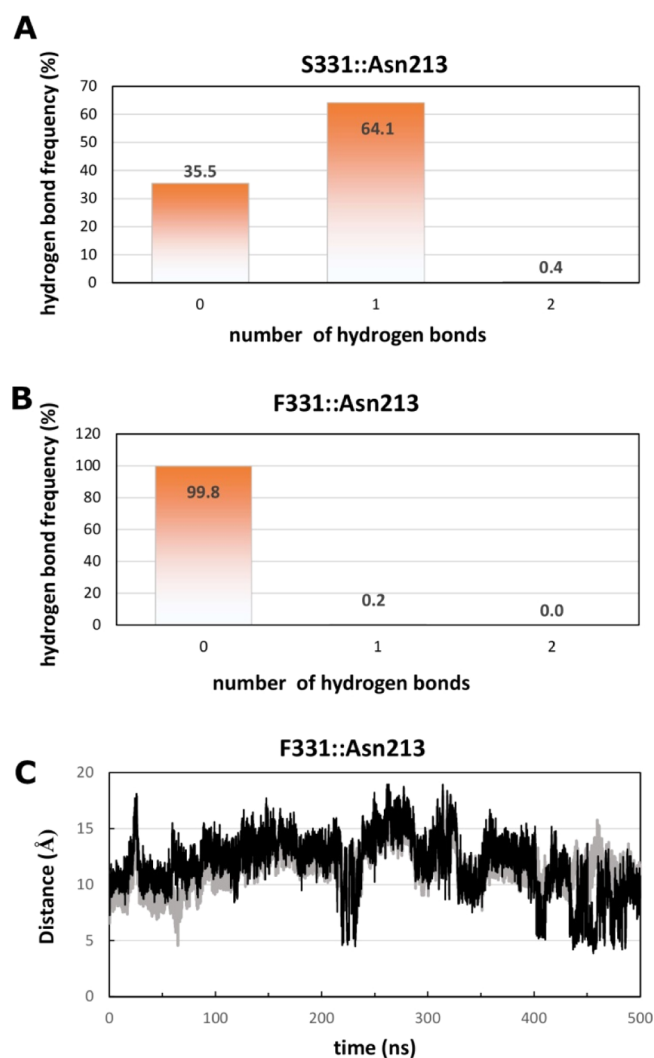 A
S331::Asn213
hydrogen bond frequency (%)
70
60
50
40
30
20
10
0
35.5
64.1
0.4
0 1 2
number of hydrogen bonds
B
F331::Asn213
hydrogen bond frequency (%)
120
100
80
60
40
20
0
99.8
0.2
0.0
0 1 2
number of hydrogen bonds
C
F331::Asn213
Distance (Å)
20
15
10
5
0
0 100 200 300 400 500
time (ns)